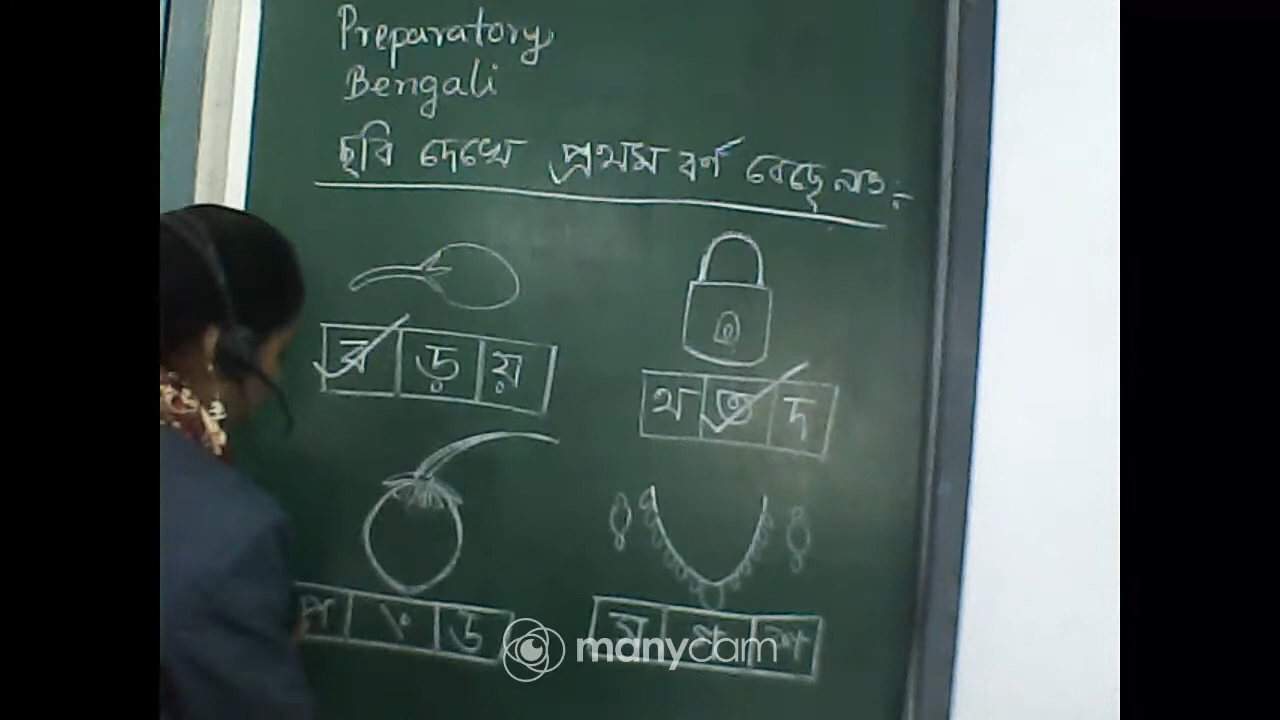 Preparatory
Bengali
ছবি দেখে প্রথম বর্ণ বেছে নাও :-
ব ড় য়
থ ত দ
ড
manycam